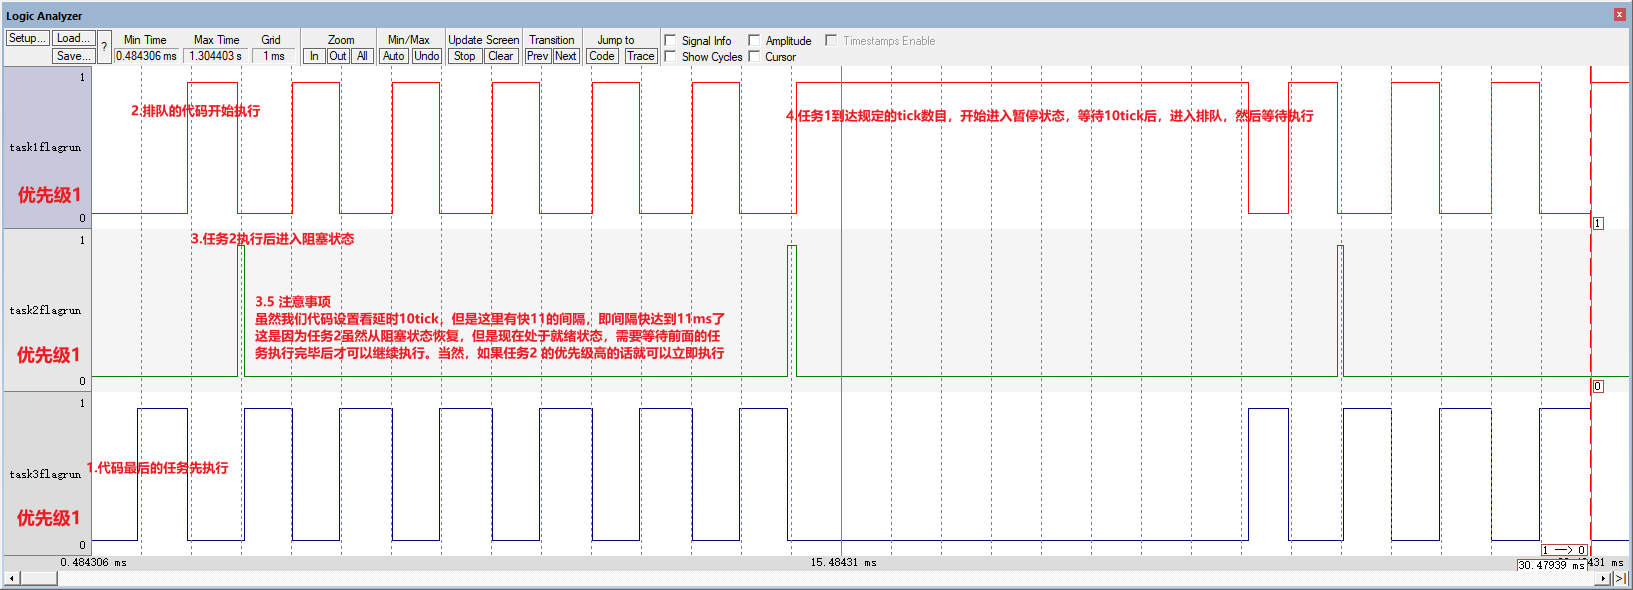 Logic Analyzer
Setup... Load... Save... ?
Min Time 0.484306 ms
Max Time 1.304403 s
Grid 1 ms
Zoom In Out All
Min/Max Auto Undo
Update Screen Stop Clear
Transition Prev Next
Jump to Code Trace
Signal Info Amplitude Timestamps Enable
Show Cycles Cursor
1
2.排队的代码开始执行
4.任务1到达规定的tick数目，开始进入暂停状态，等待10tick后，进入排队，然后等待执行
task1flagrun
优先级1
0
1
1
3.任务2执行后进入阻塞状态
3.5 注意事项
虽然我们代码设置看延时10tick，但是这里有快11的间隔，即间隔快达到11ms了
这是因为任务2虽然从阻塞状态恢复，但是现在处于就绪状态，需要等待前面的任
务执行完毕后才可以继续执行。当然，如果任务2 的优先级高的话就可以立即执行
task2flagrun
优先级1
0
0
1
1.代码最后的任务先执行
task3flagrun
优先级1
0
1 —> 0
0.484306 ms
15.48431 ms
30.47939 ms
431 ms